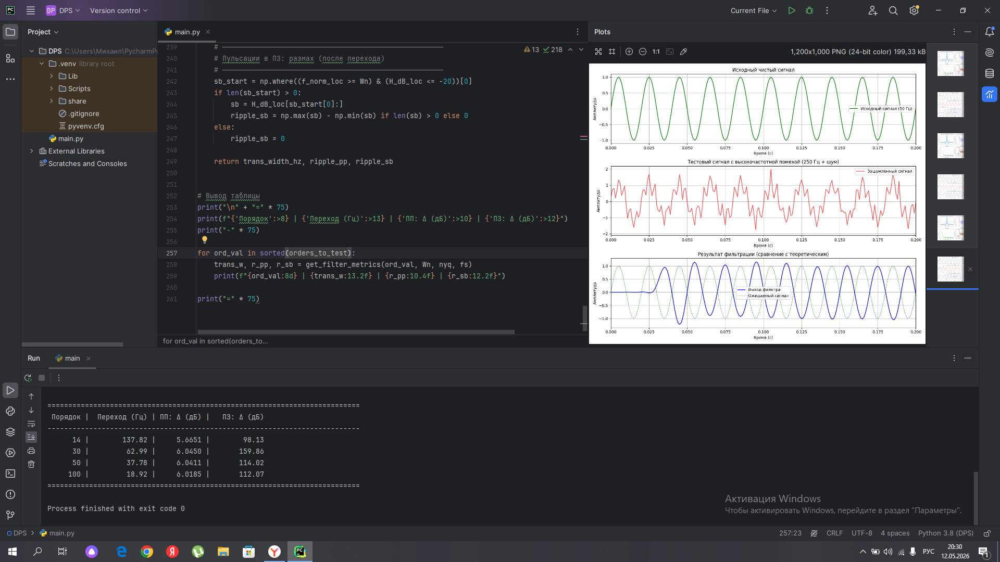 PC
DP DPS Version control
Current File
Project
DPS C:\Users\Михаил\PycharmPr
.venv library root
Lib
Scripts
share
.gitignore
pyvenv.cfg
main.py
External Libraries
Scratches and Consoles
main.py
13 218
239 # ─────────────────────────────────────────────
240 # Пульсации в ПЗ: размах (после перехода)
241 # ─────────────────────────────────────────────
242 sb_start = np.where((f_norm_loc >= Wn) & (H_dB_loc <= -20))[0]
243 if len(sb_start) > 0:
244 sb = H_dB_loc[sb_start[0]:]
245 ripple_sb = np.max(sb) - np.min(sb) if len(sb) > 0 else 0
246 else:
247 ripple_sb = 0
248
249 return trans_width_hz, ripple_pp, ripple_sb
250
251
252 # Вывод таблицы
253 print("\n" + "=" * 75)
254 print(f"{'Порядок':>8} | {'Переход (Гц)':>13} | {'ПП: Δ (дБ)':>10} | {'ПЗ: Δ (дБ)':>12}")
255 print("-" * 75)
256
257 for ord_val in sorted(orders_to_test):
258 trans_w, r_pp, r_sb = get_filter_metrics(ord_val, Wn, nyq, fs)
259 print(f"{ord_val:8d} | {trans_w:13.2f} | {r_pp:10.4f} | {r_sb:12.2f}")
260
261 print("=" * 75)
for ord_val in sorted(orders_to...
Plots
1:1 1,200x1,000 PNG (24-bit color) 199,33 kB
Исходный чистый сигнал
1.0
0.5
0.0
−0.5
−1.0
Амплитуда
Исходный сигнал (50 Гц)
0.000 0.025 0.050 0.075 0.100 0.125 0.150 0.175 0.200
Время (с)
Тестовый сигнал с высокочастотной помехой (250 Гц + шум)
2
1
0
−1
−2
Амплитуда
Зашумлённый сигнал
0.000 0.025 0.050 0.075 0.100 0.125 0.150 0.175 0.200
Время (с)
Результат фильтрации (сравнение с теоретическим)
1.0
0.5
0.0
−0.5
−1.0
Амплитуда
Выход фильтра
Ожидаемый сигнал
0.000 0.025 0.050 0.075 0.100 0.125 0.150 0.175 0.200
Время (с)
Run main
===========================================================================
Порядок | Переход (Гц) | ПП: Δ (дБ) | ПЗ: Δ (дБ)
---------------------------------------------------------------------------
14 | 137.82 | 5.6651 | 98.13
30 | 62.99 | 6.0450 | 159.86
50 | 37.78 | 6.0411 | 114.02
100 | 18.92 | 6.0185 | 112.07
===========================================================================
Process finished with exit code 0
Активация Windows
Чтобы активировать Windows, перейдите в раздел "Параметры".
DPS > main.py
257:23 CRLF UTF-8 4 spaces Python 3.8 (DPS)
РУС
20:30
12.05.2026
1